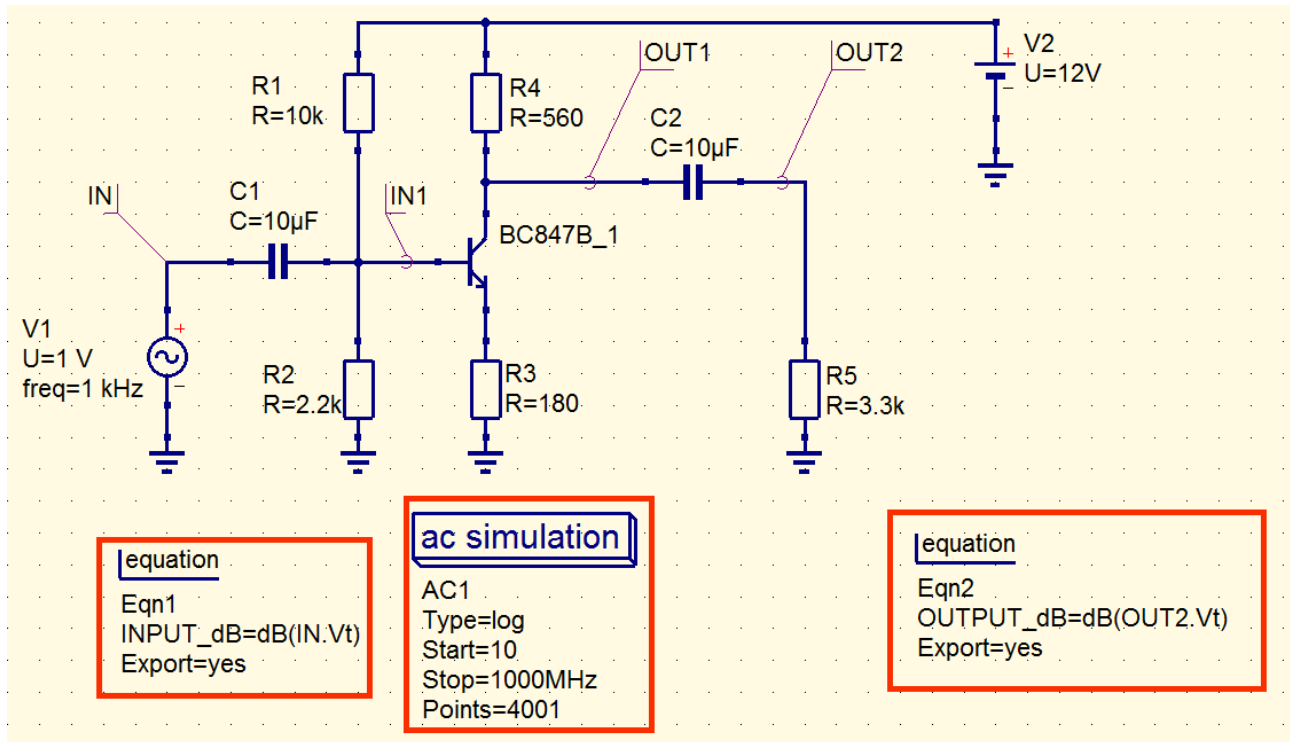 OUT1
OUT2
V2
U=12V
R1
R=10k
R4
R=560
C2
C=10µF
IN
C1
C=10µF
IN1
BC847B_1
V1
U=1 V
freq=1 kHz
R2
R=2.2k
R3
R=180
R5
R=3.3k
equation
Eqn1
INPUT_dB=dB(IN.Vt)
Export=yes
ac simulation
AC1
Type=log
Start=10
Stop=1000MHz
Points=4001
equation
Eqn2
OUTPUT_dB=dB(OUT2.Vt)
Export=yes